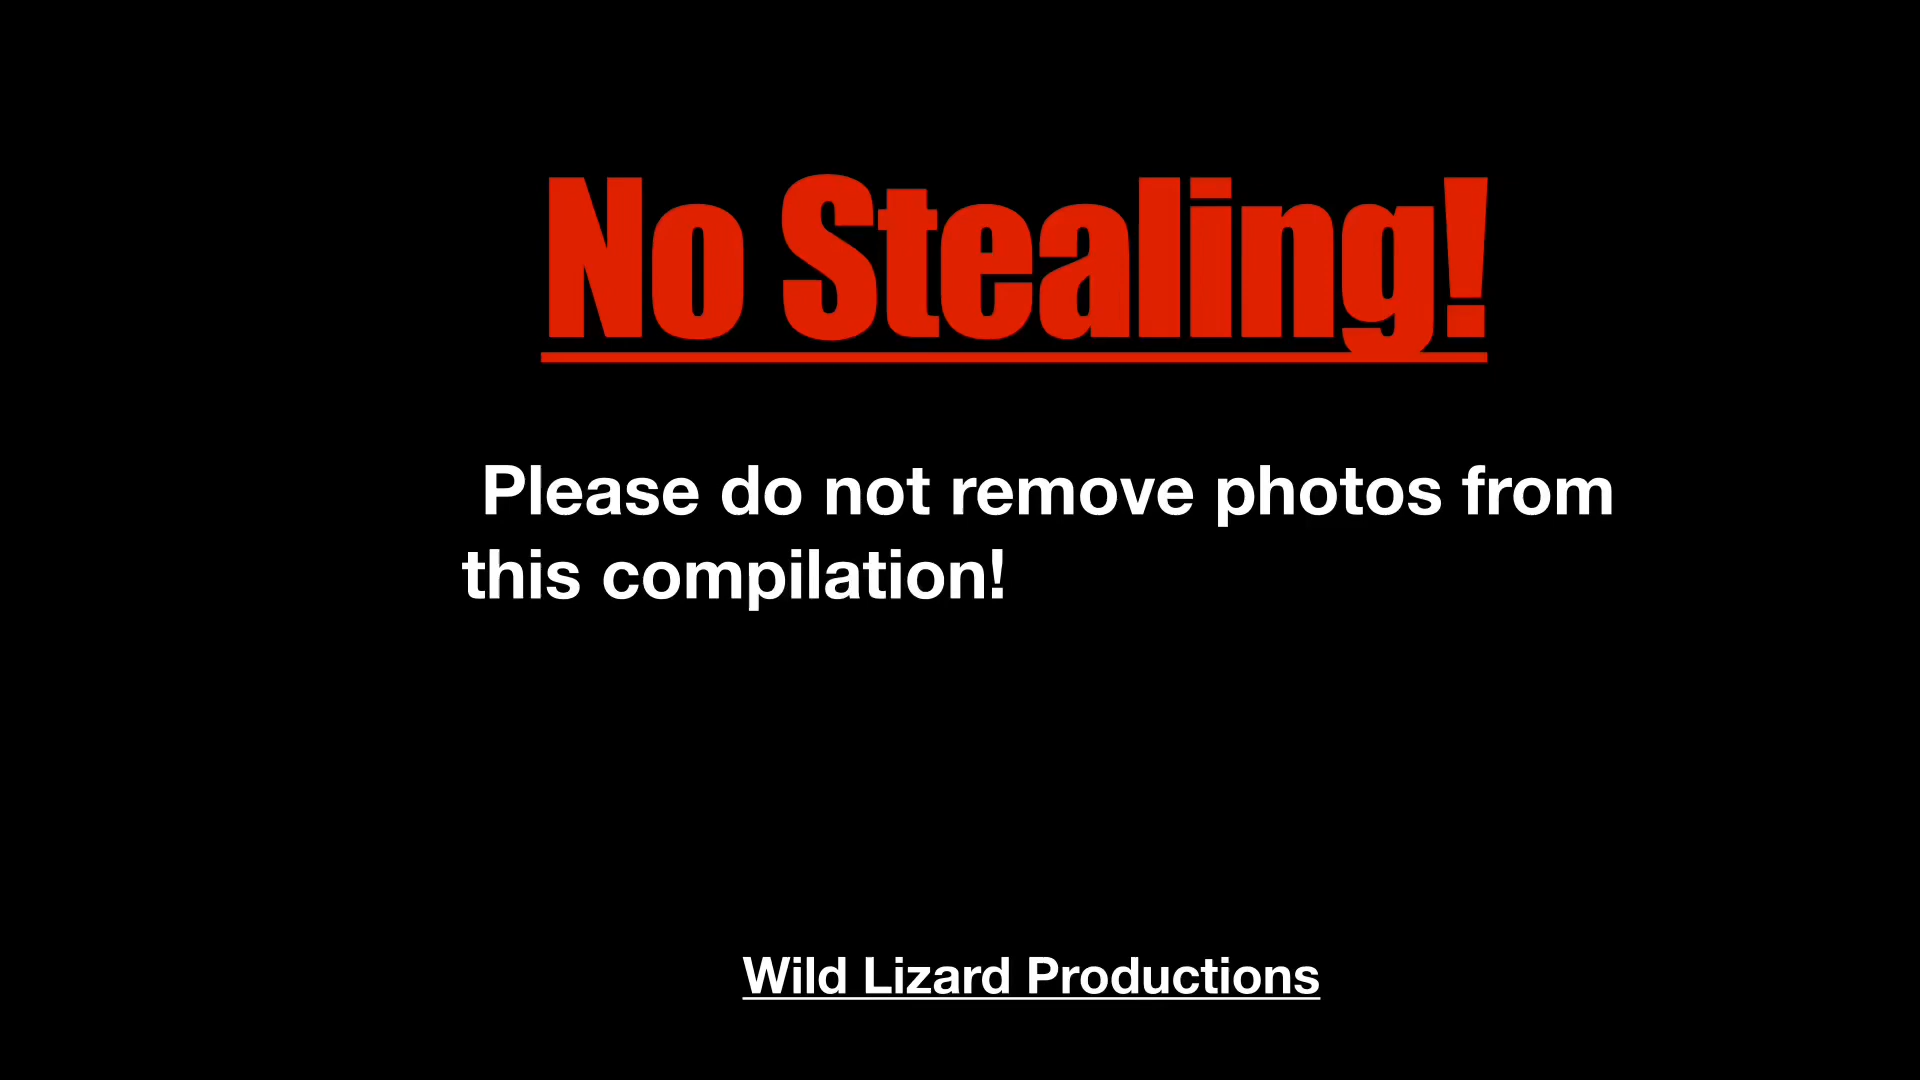 No Stealing!
Please do not remove photos from
this compilation!
Wild Lizard Productions